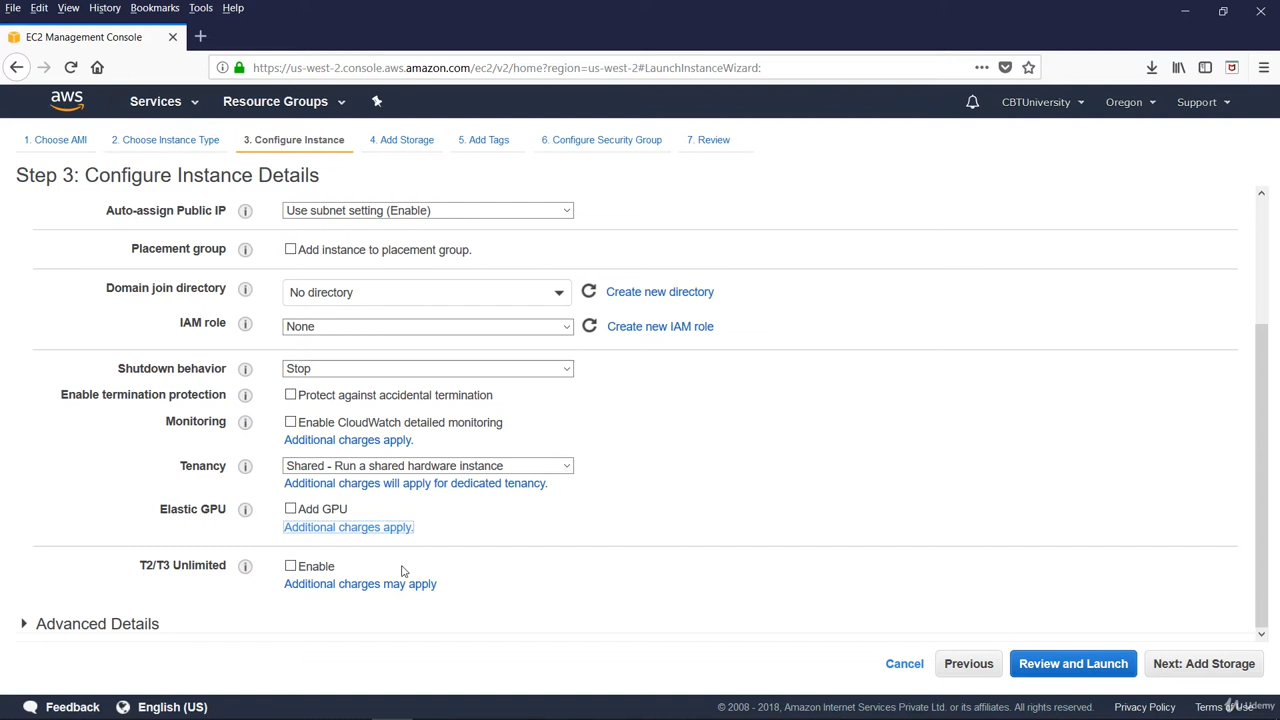 File Edit View History Bookmarks Tools Help
EC2 Management Console
https://us-west-2.console.aws.amazon.com/ec2/v2/home?region=us-west-2#LaunchInstanceWizard:
aws Services Resource Groups CBTUniversity Oregon Support
1. Choose AMI 2. Choose Instance Type 3. Configure Instance 4. Add Storage 5. Add Tags 6. Configure Security Group 7. Review
Step 3: Configure Instance Details
Auto-assign Public IP Use subnet setting (Enable)
Placement group Add instance to placement group.
Domain join directory No directory Create new directory
IAM role None Create new IAM role
Shutdown behavior Stop
Enable termination protection Protect against accidental termination
Monitoring Enable CloudWatch detailed monitoring
Additional charges apply.
Tenancy Shared - Run a shared hardware instance
Additional charges will apply for dedicated tenancy.
Elastic GPU Add GPU
Additional charges apply.
T2/T3 Unlimited Enable
Additional charges may apply
Advanced Details
Cancel Previous Review and Launch Next: Add Storage
Feedback English (US) © 2008 - 2018, Amazon Internet Services Private Ltd. or its affiliates. All rights reserved. Privacy Policy Terms of Use
Udemy